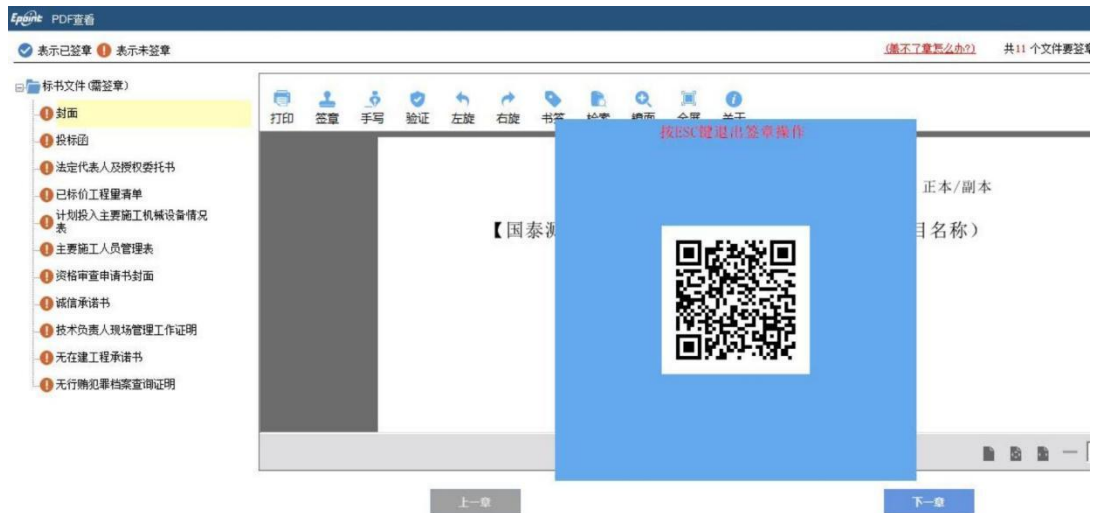 Epoint PDF查看
表示已签章 表示未签章
(盖不了章怎么办?) 共11 个文件要签章
标书文件(需签章)
封面
投标函
法定代表人及授权委托书
已标价工程量清单
计划投入主要施工机械设备情况
表
主要施工人员管理表
资格审查申请书封面
诚信承诺书
技术负责人现场管理工作证明
无在建工程承诺书
无行贿犯罪档案查询证明
打印 签章 手写 验证 左旋 右旋 书签 检索 全屏 关于
按ESC键退出签章操作
正本/副本
【国泰测 目名称）
上一章 下一章